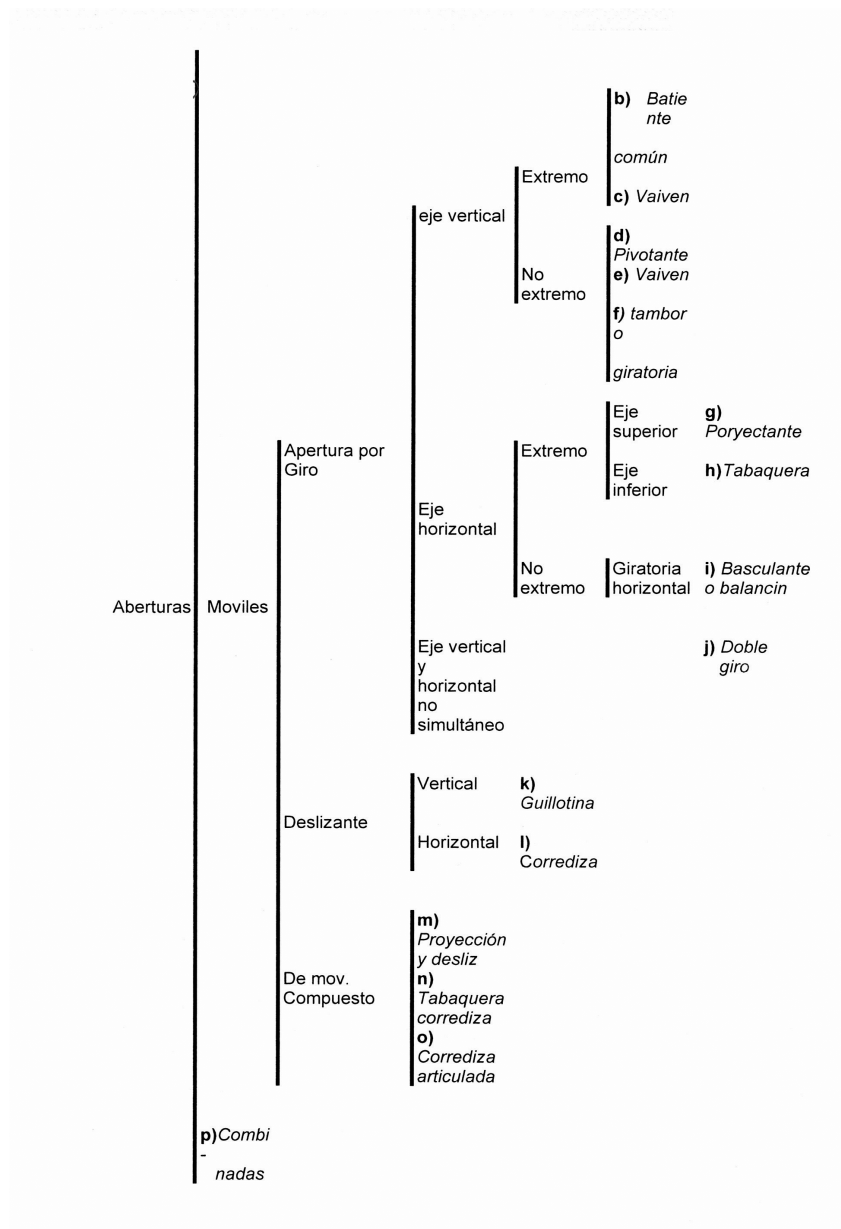 b) Batie
nte
común
Extremo
c) Vaiven
eje vertical
d)
Pivotante
No
extremo
e) Vaiven
f) tambor
o
giratoria
Eje
superior
g)
Poryectante
Apertura por
Giro
Extremo
Eje
inferior
h)Tabaquera
Eje
horizontal
No
extremo
Giratoria
horizontal
i) Basculante
o balancin
Aberturas
Moviles
Eje vertical
y
horizontal
no
simultáneo
j) Doble
giro
Vertical
k)
Guillotina
Deslizante
Horizontal
l)
Corrediza
m)
Proyección
y desliz
De mov.
Compuesto
n)
Tabaquera
corrediza
o)
Corrediza
articulada
p)Combi
-
nadas